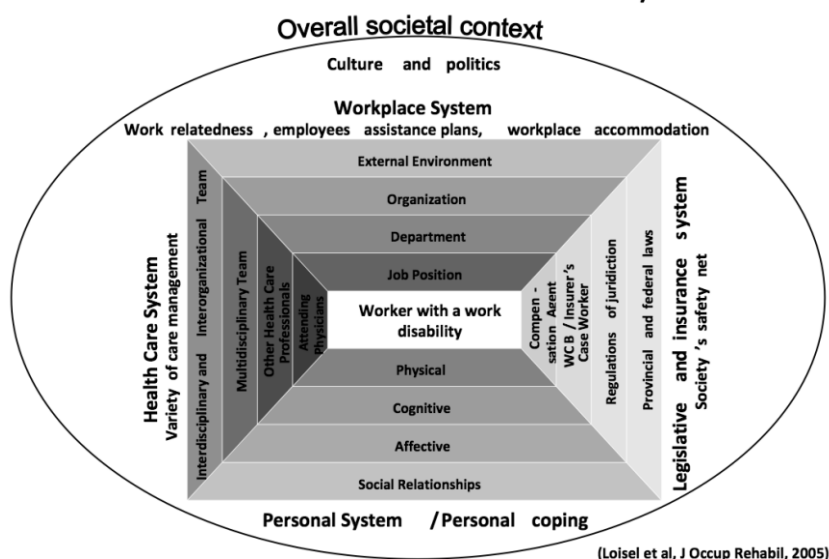 Overall societal context
Culture and politics
Workplace System
Work relatedness , employees assistance plans, workplace accommodation
External Environment
Organization
Department
Job Position
Worker with a work
disability
Physical
Cognitive
Affective
Social Relationships
Personal System / Personal coping
Health Care System
Variety of care management
Interdisciplinary and Interorganizational Team
Multidisciplinary Team
Other Health Care
Professionals
Attending
Physicians
Compen -
sation Agent
WCB / Insurer's
Case Worker
Regulations of juridiction
Provincial and federal laws
Legislative and insurance system
Society 's safety net
(Loisel et al, J Occup Rehabil, 2005)